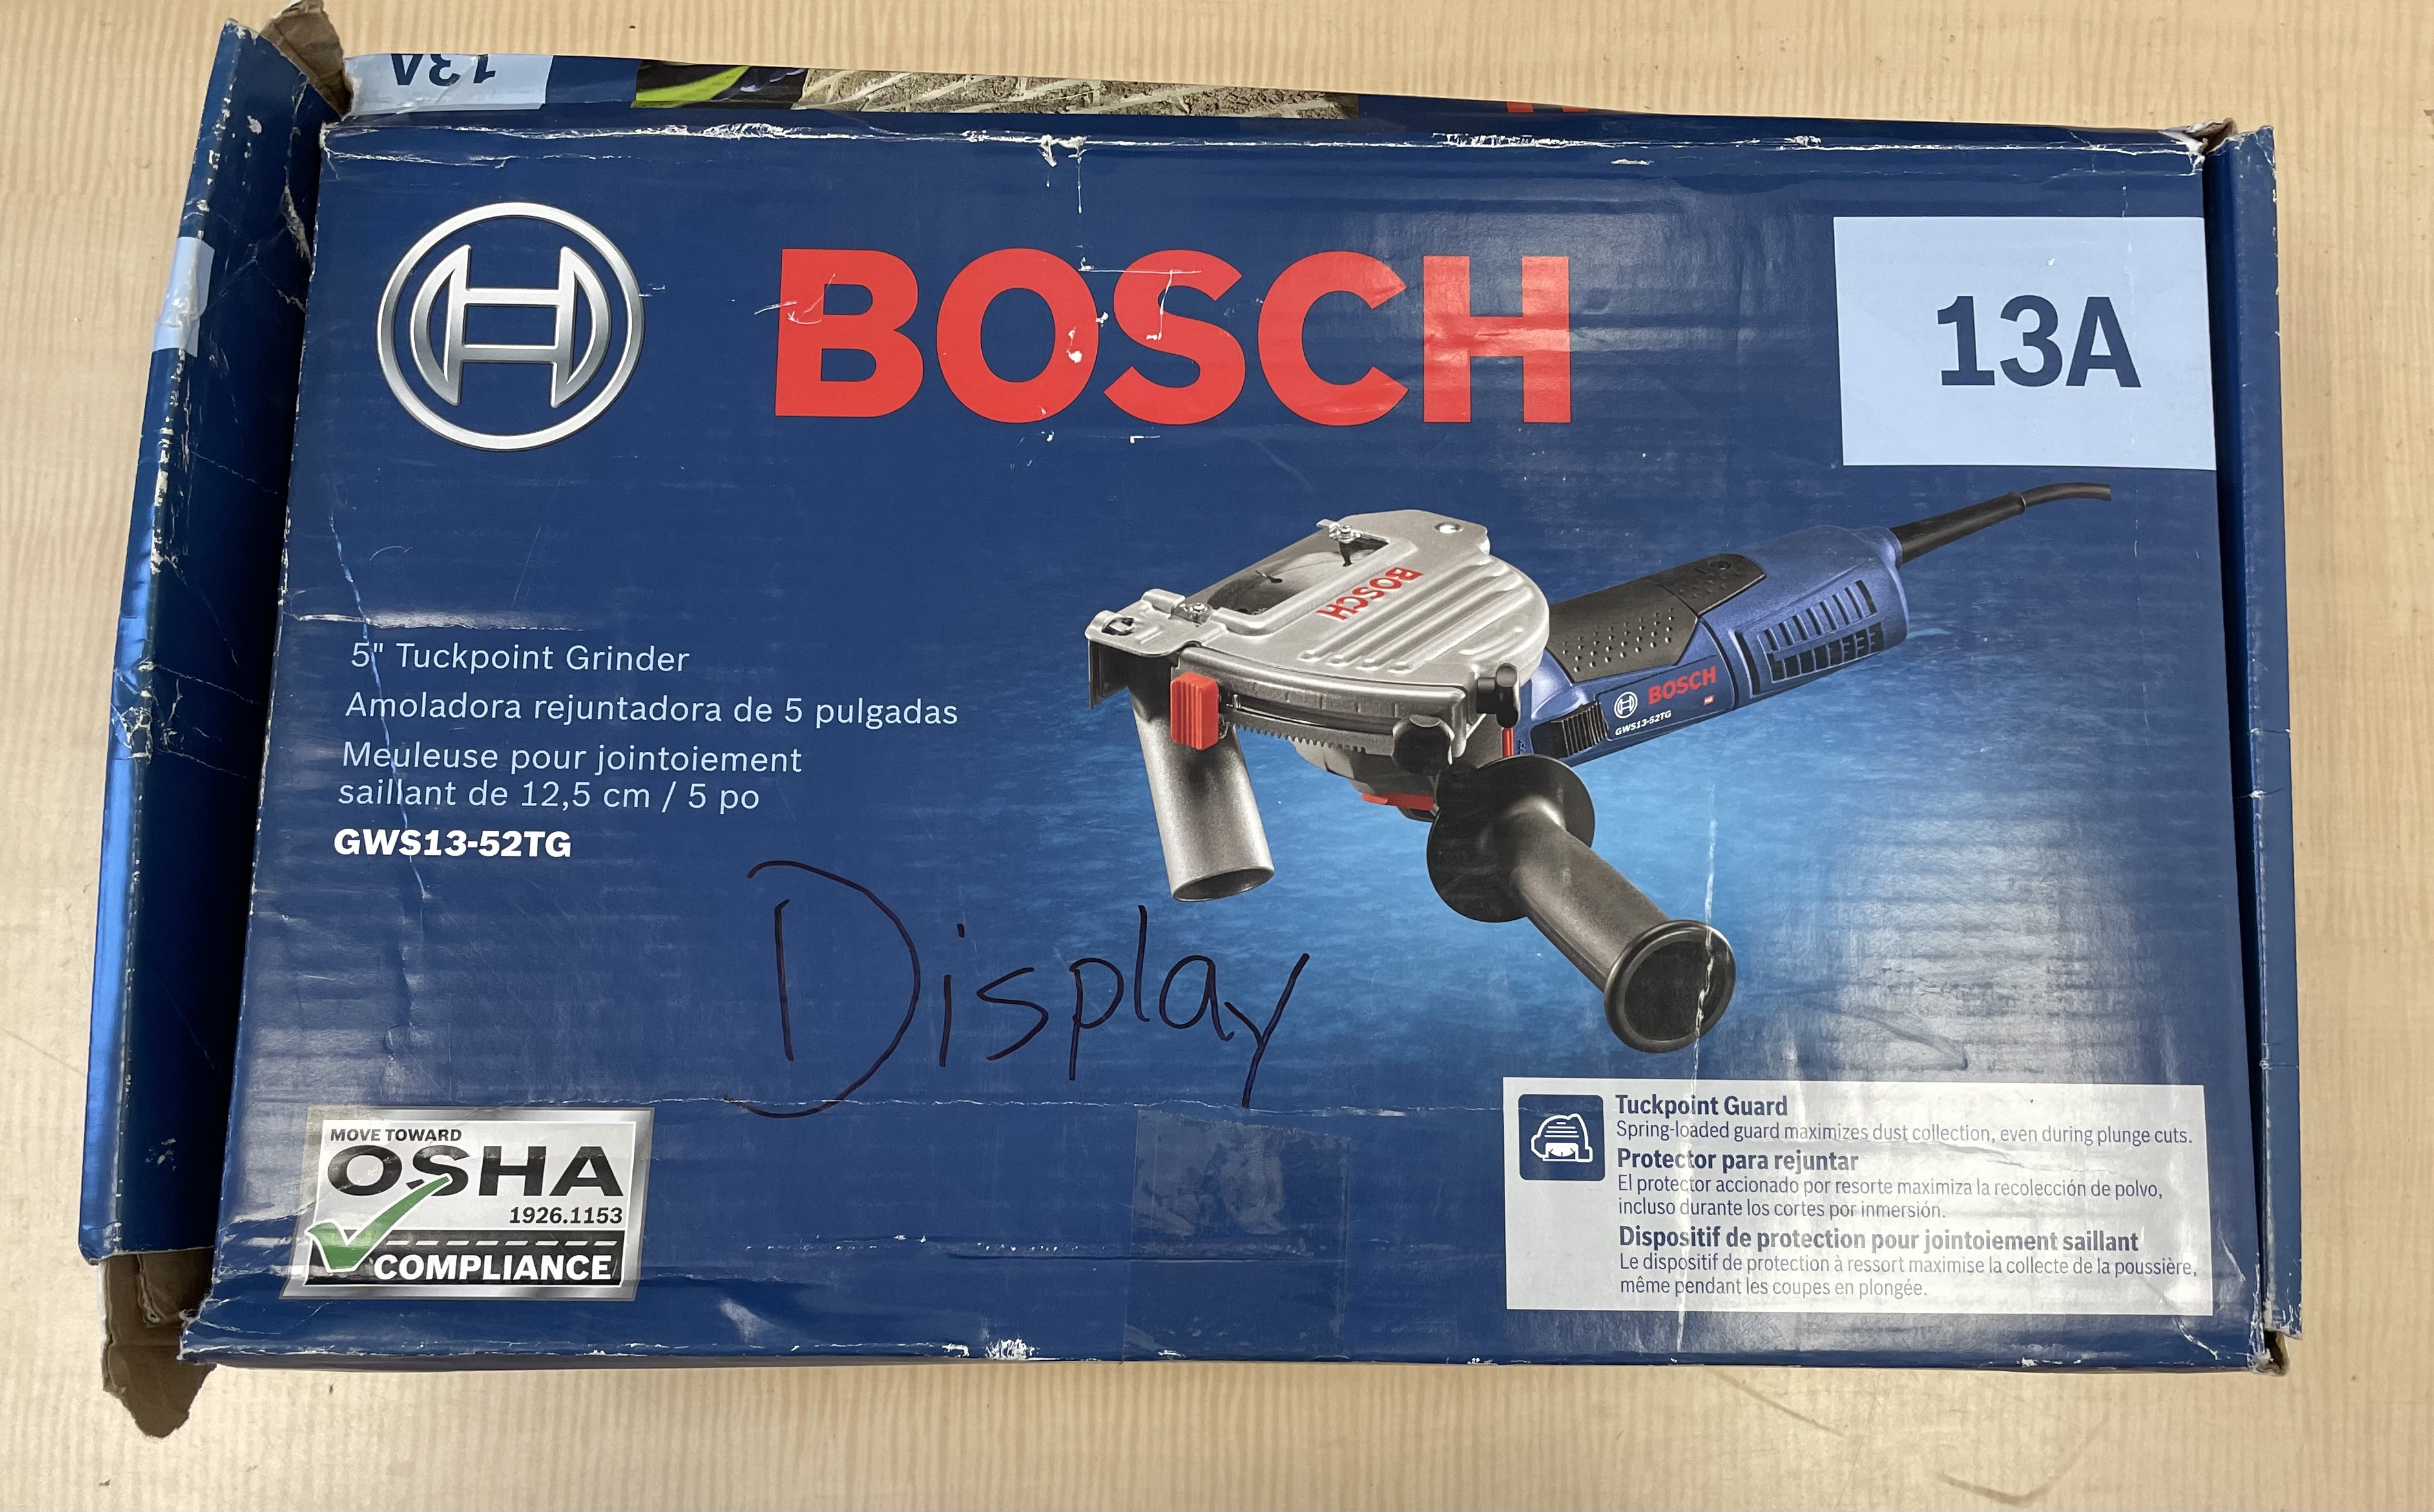 13A
BOSCH
13A
BOSCH
BOSCH
GWS13-52TG
5" Tuckpoint Grinder
Amoladora rejuntadora de 5 pulgadas
Meuleuse pour jointoiement
saillant de 12,5 cm / 5 po
GWS13-52TG
Display
MOVE TOWARD
OSHA
1926.1153
COMPLIANCE
Tuckpoint Guard
Spring-loaded guard maximizes dust collection, even during plunge cuts.
Protector para rejuntar
El protector accionado por resorte maximiza la recolección de polvo,
incluso durante los cortes por inmersión.
Dispositif de protection pour jointoiement saillant
Le dispositif de protection à ressort maximise la collecte de la poussière,
même pendant les coupes en plongée.